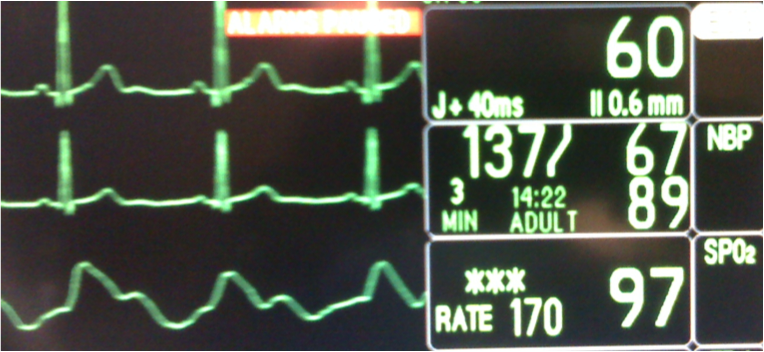 ALARMS PAUSED
60
J+ 40ms II 0.6 mm
137/ 67
NBP
3 14:22 89
MIN ADULT
SPO₂
*** 97
RATE 170